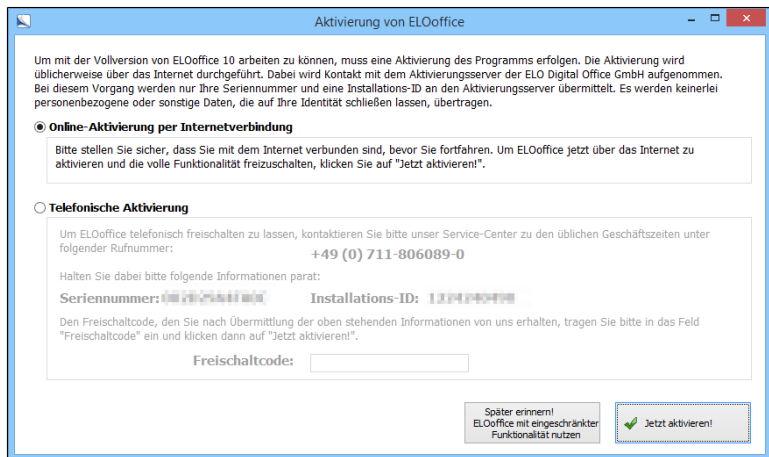 Aktivierung von ELOoffice
Um mit der Vollversion von ELOoffice 10 arbeiten zu können, muss eine Aktivierung des Programms erfolgen. Die Aktivierung wird
üblicherweise über das Internet durchgeführt. Dabei wird Kontakt mit dem Aktivierungsserver der ELO Digital Office GmbH aufgenommen.
Bei diesem Vorgang werden nur Ihre Seriennummer und eine Installations-ID an den Aktivierungsserver übermittelt. Es werden keinerlei
personenbezogene oder sonstige Daten, die auf Ihre Identität schließen lassen, übertragen.
Online-Aktivierung per Internetverbindung
Bitte stellen Sie sicher, dass Sie mit dem Internet verbunden sind, bevor Sie fortfahren. Um ELOoffice jetzt über das Internet zu
aktivieren und die volle Funktionalität freizuschalten, klicken Sie auf "Jetzt aktivieren!".
Telefonische Aktivierung
Um ELOoffice telefonisch freischalten zu lassen, kontaktieren Sie bitte unser Service-Center zu den üblichen Geschäftszeiten unter
folgender Rufnummer:
+49 (0) 711-806089-0
Halten Sie dabei bitte folgende Informationen parat:
Seriennummer: Installations-ID:
Den Freischaltcode, den Sie nach Übermittlung der oben stehenden Informationen von uns erhalten, tragen Sie bitte in das Feld
"Freischaltcode" ein und klicken dann auf "Jetzt aktivieren!".
Freischaltcode:
Später erinnern!
ELOoffice mit eingeschränkter
Funktionalität nutzen
Jetzt aktivieren!